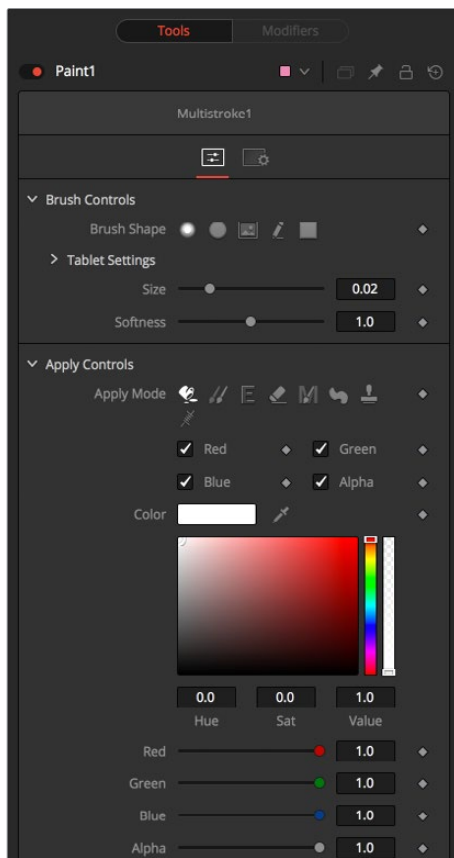 Tools Modifiers
Paint1
Multistroke1
Brush Controls
Brush Shape
Tablet Settings
Size 0.02
Softness 1.0
Apply Controls
Apply Mode
Red Green
Blue Alpha
Color
0.0 0.0 1.0
Hue Sat Value
Red 1.0
Green 1.0
Blue 1.0
Alpha 1.0